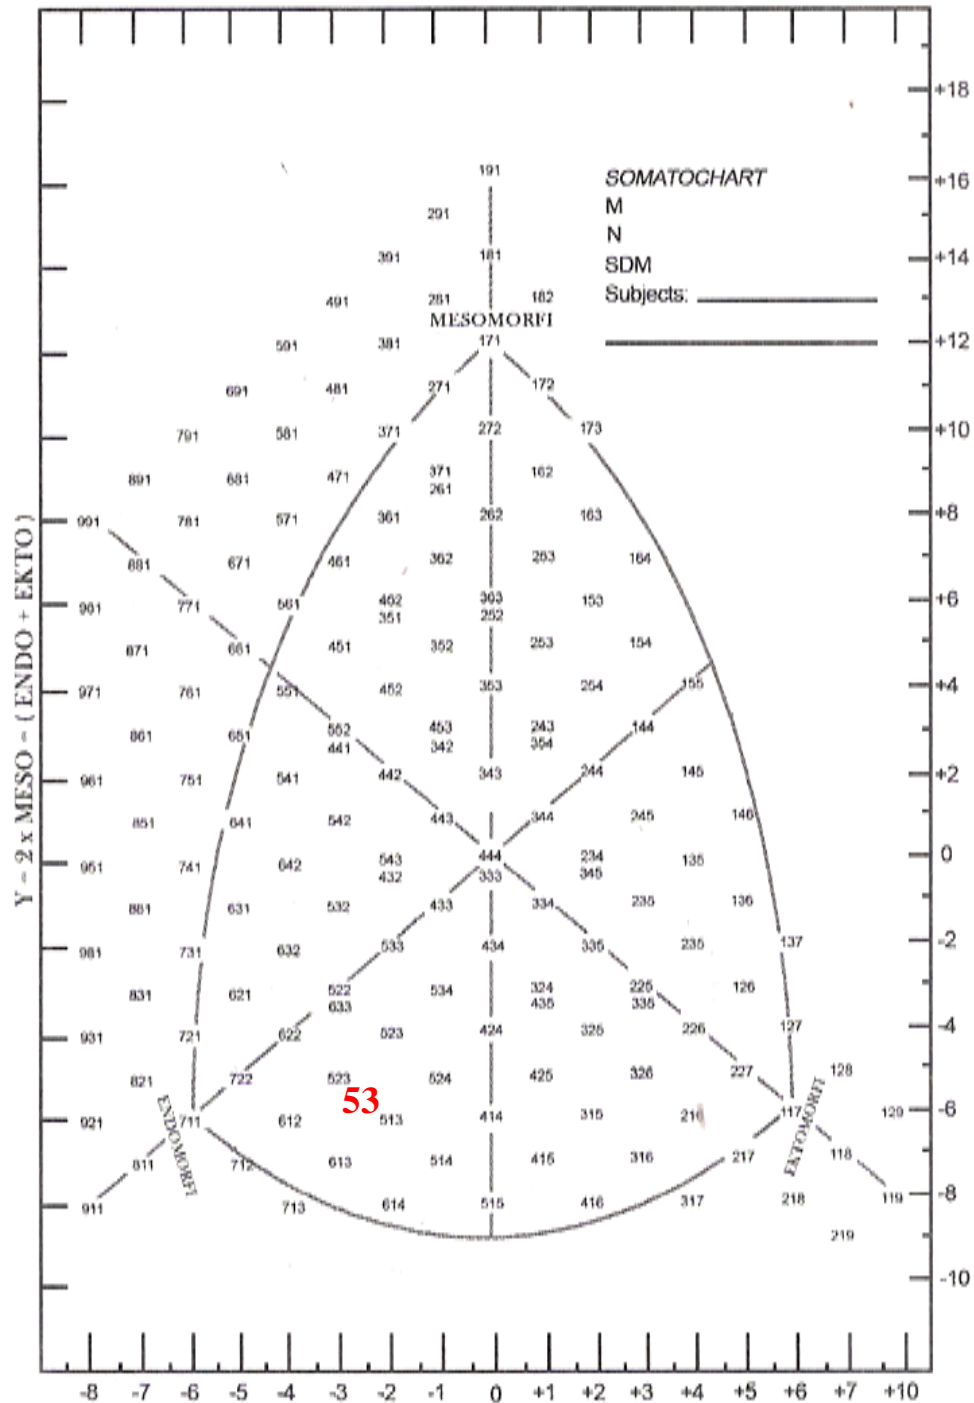 +18
191
SOMATOCHART
+16
M
291
N
391 181 +14
SDM
491 281 182 Subjects:
MESOMORFI
591 381 171 +12
691 481 271 172
791 581 371 272 173 +10
891 681 471 371 162
261
991 781 571 361 262 163 +8
881 671 461 362 263 164
981 771 561 462 363 153 +6
351 252
871 661 451 352 253 154
971 761 551 452 353 254 155 +4
861 651 552 453 243 144
441 342 354
961 751 541 442 343 244 145 +2
851 641 542 443 344 245 146
951 741 642 543 444 234 135 0
432 333 345
881 631 532 433 334 235 136
981 731 632 533 434 335 235 137 -2
831 621 522 534 324 225 126
633 435 335
931 721 622 523 424 325 226 127 -4
821 722 523 524 425 326 227 128
53
921 711 612 513 414 315 216 117 129 -6
811 712 613 514 415 316 217 118
911 713 614 515 416 317 218 119 -8
219
-10
-8 -7 -6 -5 -4 -3 -2 -1 0 +1 +2 +3 +4 +5 +6 +7 +10
Y - 2 x MESO - ( ENDO + EKTO )
ENDOMORFI
EKTOMORFI